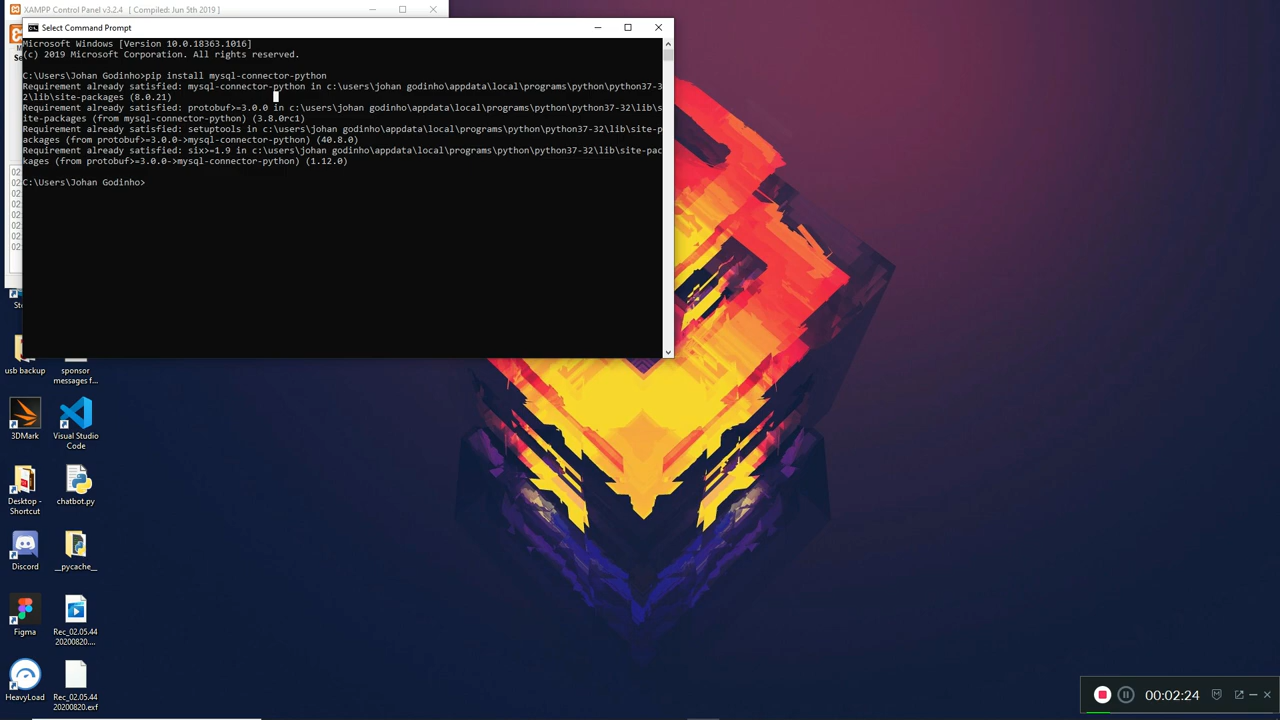 XAMPP Control Panel v3.2.4   [ Compiled: Jun 5th 2019 ]
Select Command Prompt
Microsoft Windows [Version 10.0.18363.1016]
(c) 2019 Microsoft Corporation. All rights reserved.
C:\Users\Johan Godinho>pip install mysql-connector-python
Requirement already satisfied: mysql-connector-python in c:\users\johan godinho\appdata\local\programs\python\python37-3
2\lib\site-packages (8.0.21)
Requirement already satisfied: protobuf>=3.0.0 in c:\users\johan godinho\appdata\local\programs\python\python37-32\lib\s
ite-packages (from mysql-connector-python) (3.8.0rc1)
Requirement already satisfied: setuptools in c:\users\johan godinho\appdata\local\programs\python\python37-32\lib\site-p
ackages (from protobuf>=3.0.0->mysql-connector-python) (40.8.0)
Requirement already satisfied: six>=1.9 in c:\users\johan godinho\appdata\local\programs\python\python37-32\lib\site-pac
kages (from protobuf>=3.0.0->mysql-connector-python) (1.12.0)
C:\Users\Johan Godinho>
usb backup
sponsor
messages f...
3DMark
Visual Studio
Code
Desktop -
Shortcut
chatbot.py
Discord
__pycache__
Figma
Rec_02.05.44
20200820....
HeavyLoad
Rec_02.05.44
20200820.exf
00:02:24